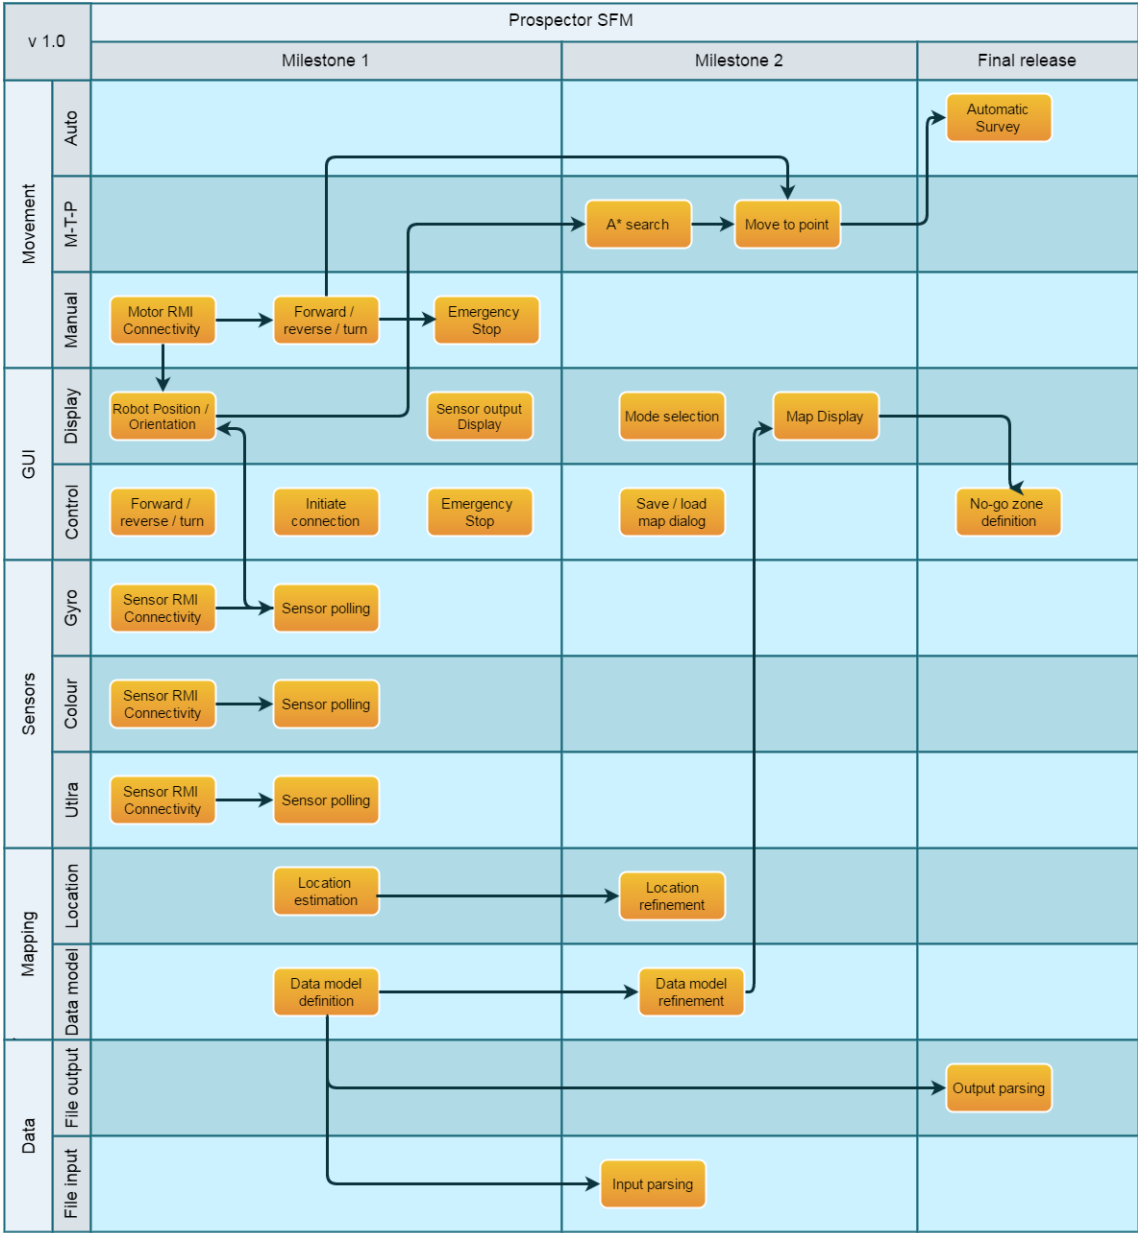 Prospector SFM
v 1.0
Milestone 1
Milestone 2
Final release
Movement
Auto
Automatic
Survey
M-T-P
A* search
Move to point
Manual
Motor RMI
Connectivity
Forward /
reverse / turn
Emergency
Stop
GUI
Display
Robot Position /
Orientation
Sensor output
Display
Mode selection
Map Display
Control
Forward /
reverse / turn
Initiate
connection
Emergency
Stop
Save / load
map dialog
No-go zone
definition
Sensors
Gyro
Sensor RMI
Connectivity
Sensor polling
Colour
Sensor RMI
Connectivity
Sensor polling
Utira
Sensor RMI
Connectivity
Sensor polling
Mapping
Location
Location
estimation
Location
refinement
Data model
Data model
definition
Data model
refinement
Data
File output
Output parsing
File input
Input parsing